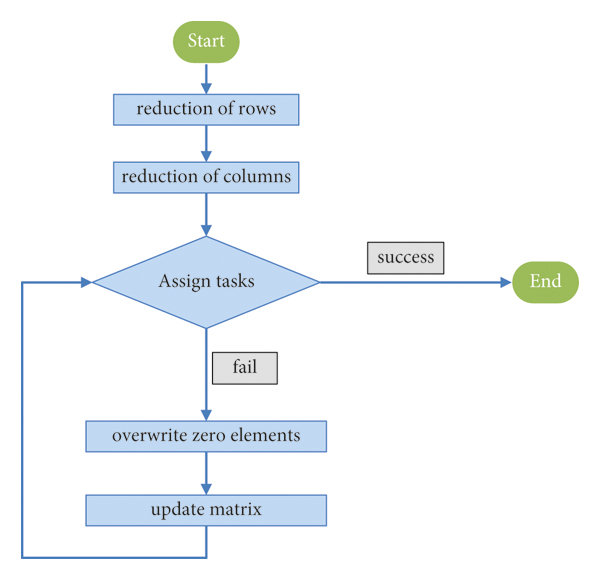 Start
reduction of rows
reduction of columns
Assign tasks
success
End
fail
overwrite zero elements
update matrix